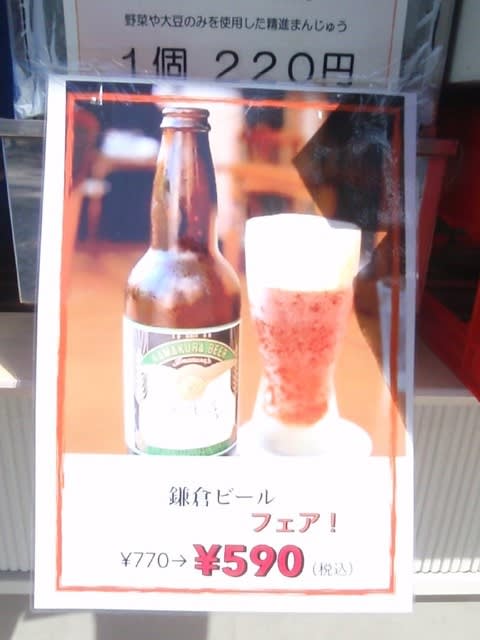 野菜や大豆のみを使用した精進まんじゅう
1個 220円
KAMAKURA BEER
鎌倉ビール
フェア！
¥770→¥590(税込)